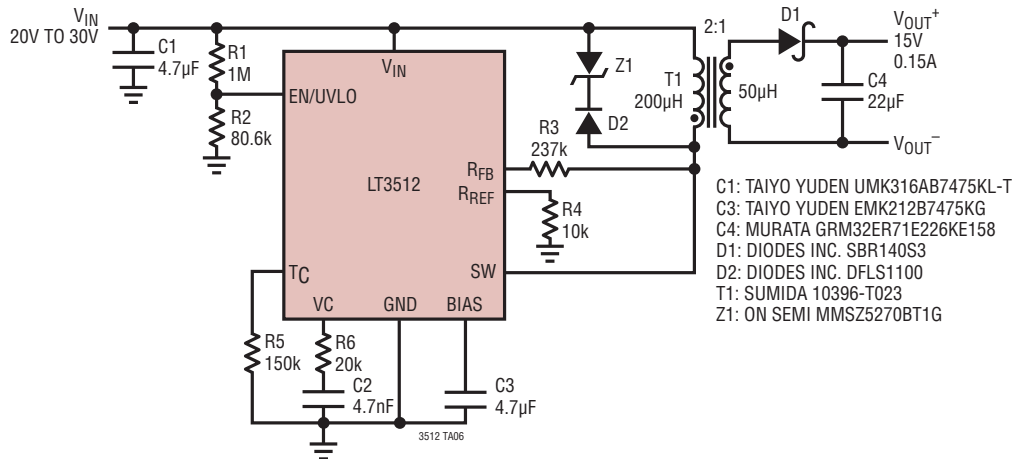 VIN
20V TO 30V
C1
4.7µF
R1
1M
R2
80.6k
VIN
EN/UVLO
LT3512
RFB
RREF
SW
TC
VC
GND
BIAS
Z1
D2
R3
237k
R4
10k
2:1
T1
200µH
50µH
D1
VOUT+
15V
0.15A
C4
22µF
VOUT–
R5
150k
R6
20k
C2
4.7nF
C3
4.7µF
3512 TA06
C1: TAIYO YUDEN UMK316AB7475KL-T
C3: TAIYO YUDEN EMK212B7475KG
C4: MURATA GRM32ER71E226KE158
D1: DIODES INC. SBR140S3
D2: DIODES INC. DFLS1100
T1: SUMIDA 10396-T023
Z1: ON SEMI MMSZ5270BT1G